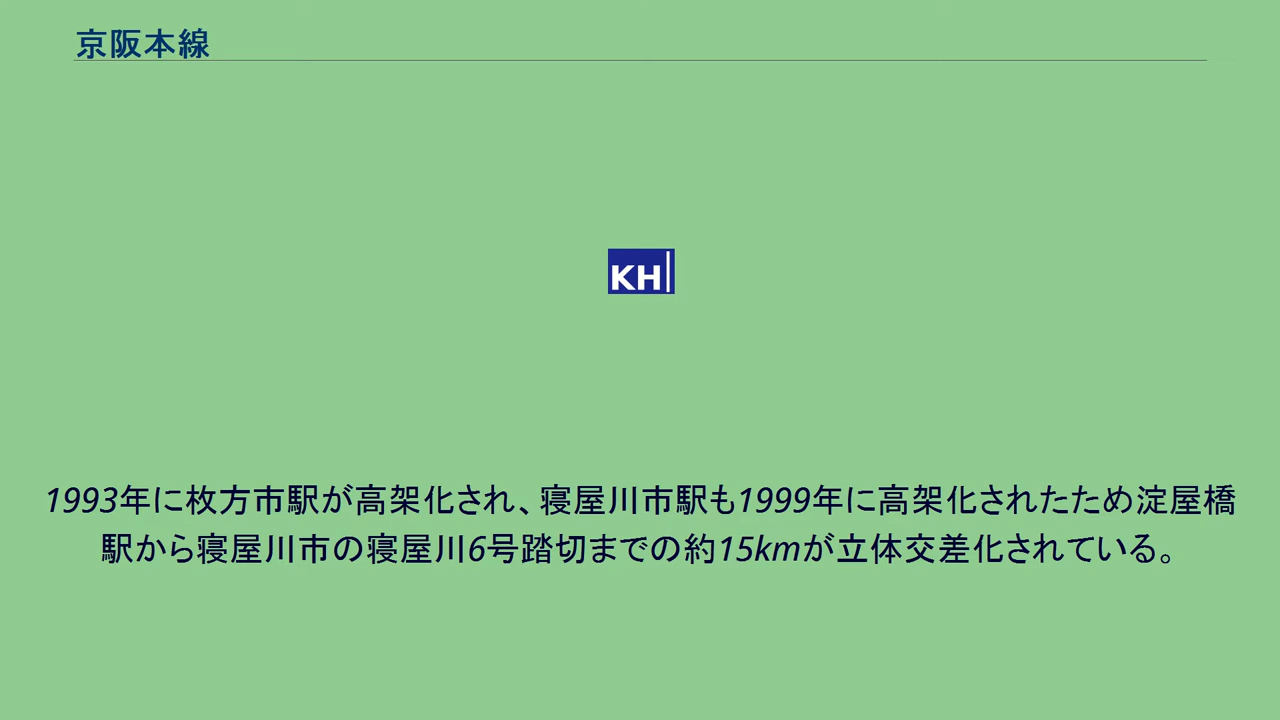 京阪本線
KH
1993年に枚方市駅が高架化され、寝屋川市駅も1999年に高架化されたため淀屋橋
駅から寝屋川市の寝屋川6号踏切までの約15kmが立体交差化されている。